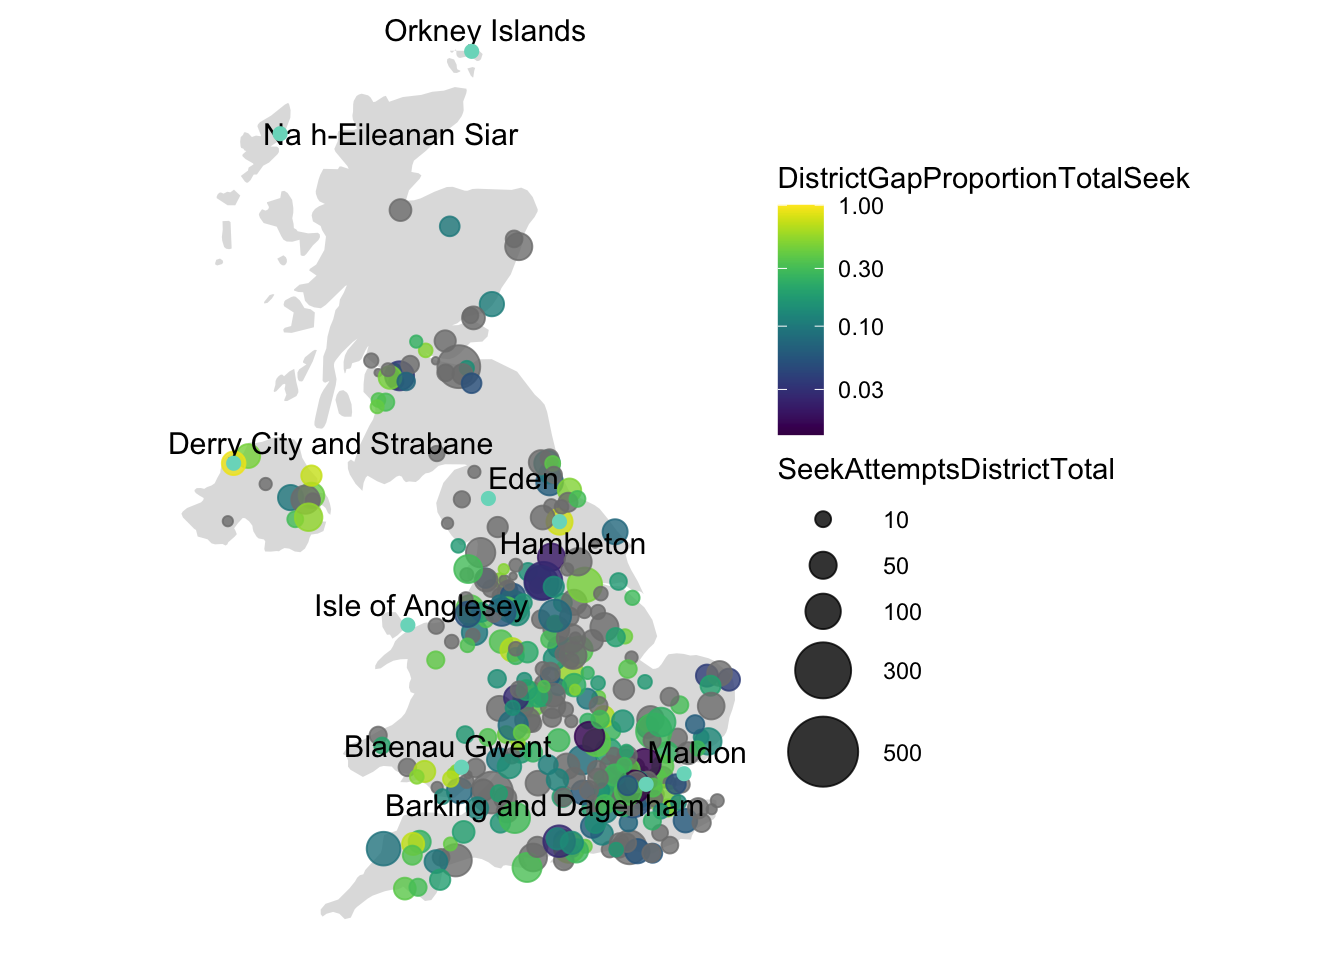 Orkney Islands
Na h-Eileanan Siar
DistrictGapProportionTotalSeek
1.00
0.30
0.10
0.03
Derry City and Strabane
SeekAttemptsDistrictTotal
Eden
10
Hambleton
50
Isle of Anglesey
100
300
Blaenau Gwent
Maldon
500
Barking and Dagenham